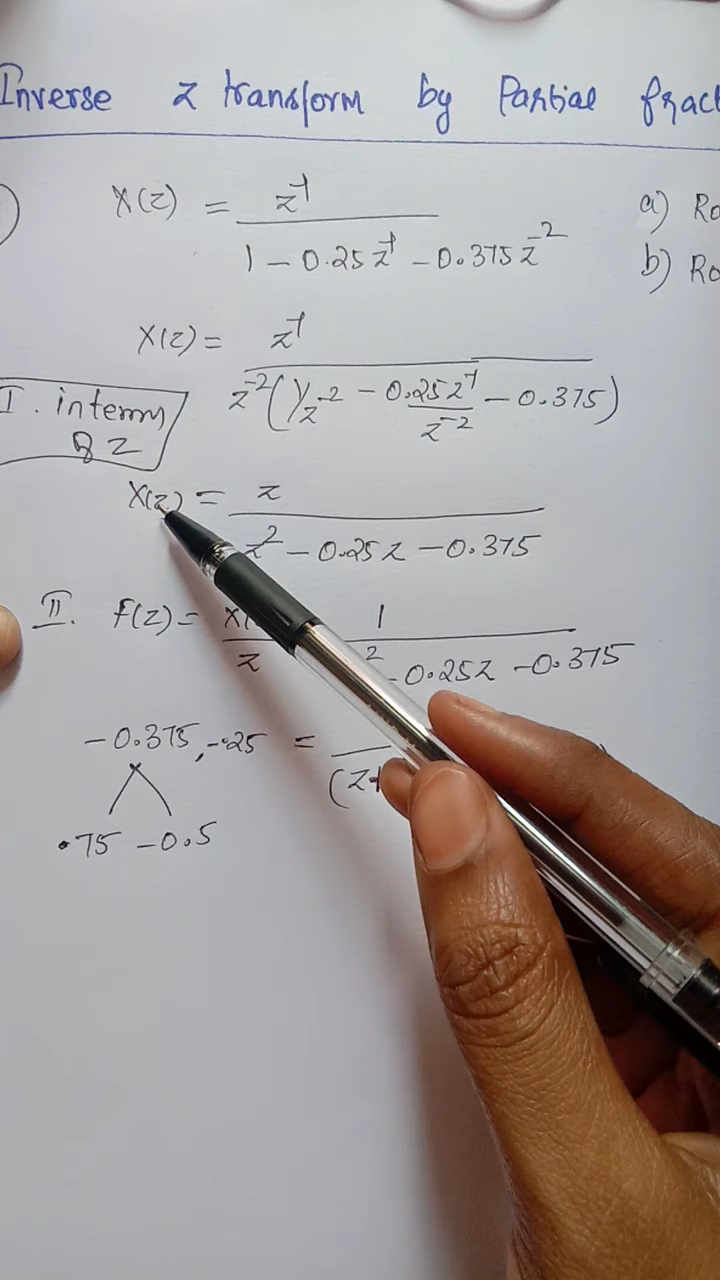 Inverse z transform by Partial fract
X(z) = z⁻¹ a) Ro
1 - 0.25z⁻¹ - 0.375z⁻² b) Ro
X(z) = z⁻¹
z⁻²(1/z⁻² - 0.25z⁻¹/z⁻² - 0.375)
I. interms
z
X(z) = z
z² - 0.25z - 0.375
II. F(z) = X( 1
z 2 - 0.25z - 0.375
-0.375, -.25 =
(z+
.75 -0.5